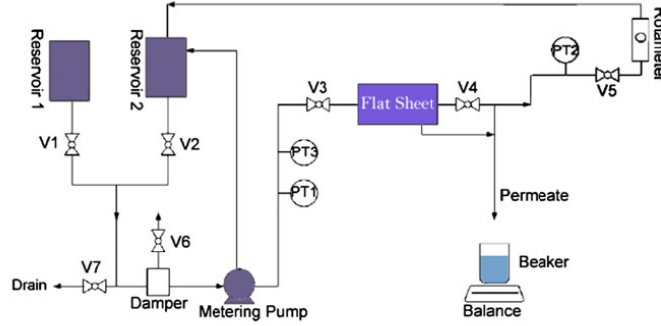 Reservoir 1
Reservoir 2
Rotameter
PT2
V3
V4
V5
Flat Sheet
V1
V2
PT3
PT1
Permeate
V6
V7
Drain
Damper
Metering Pump
Beaker
Balance